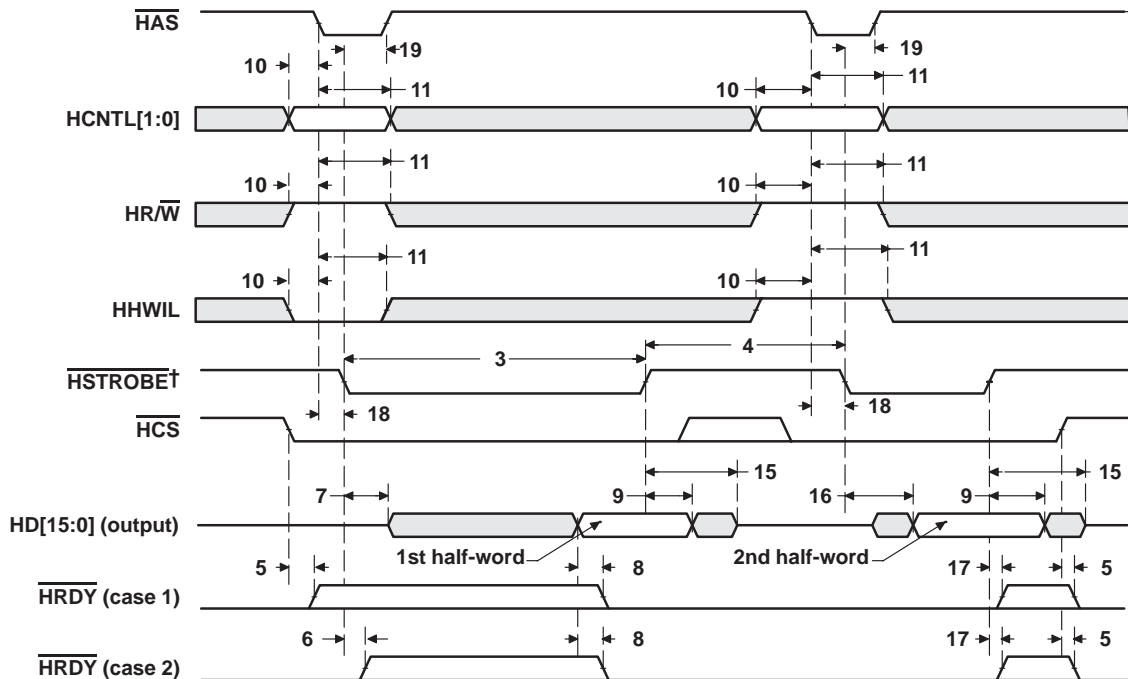 HAS
19
19
10
11
11
10
HCNTL[1:0]
11
11
10
10
HR/W
11
11
10
10
HHWIL
3
4
HSTROBE†
18
18
HCS
15
15
7
9
16
9
HD[15:0] (output)
1st half-word
2nd half-word
5
8
17
5
HRDY (case 1)
6
8
17
5
HRDY (case 2)